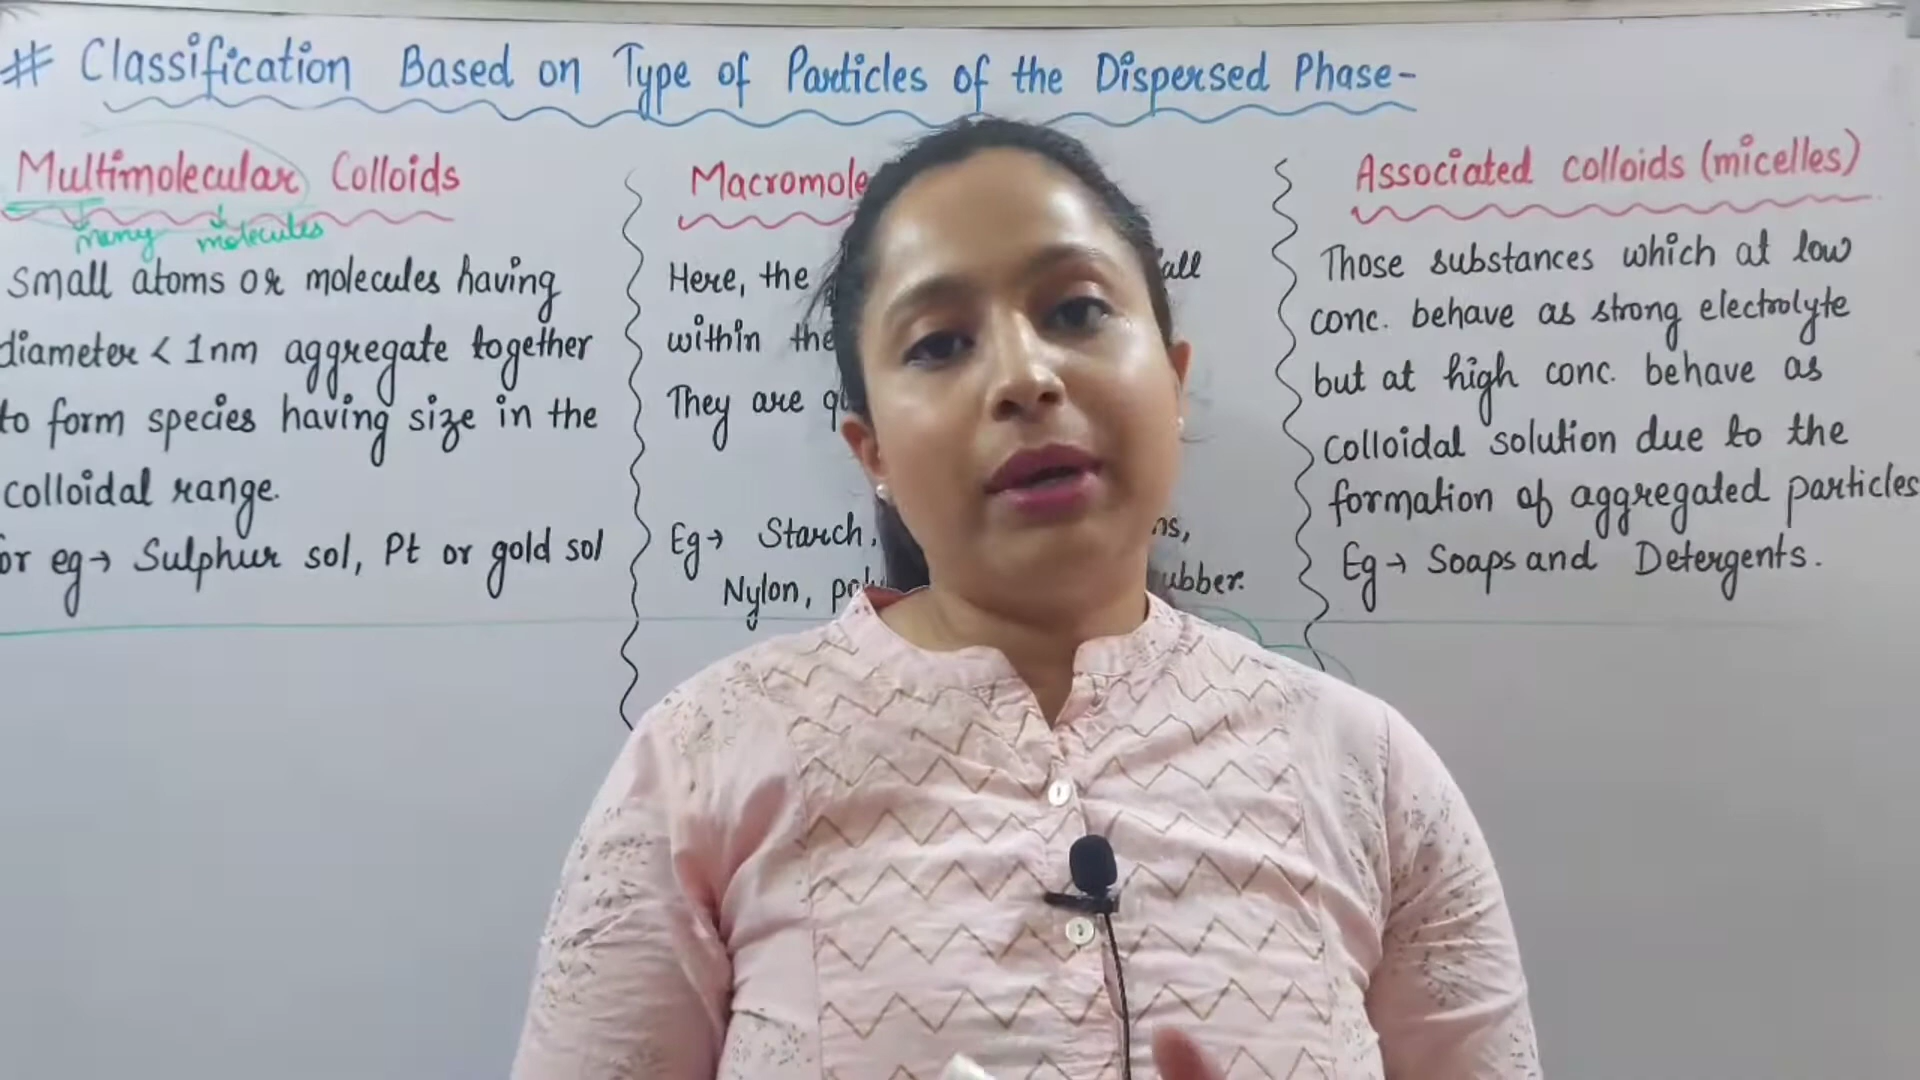 # Classification Based on Type of Particles of the Dispersed Phase-
Multimolecular Colloids
many molecules
Small atoms or molecules having
diameter < 1nm aggregate together
to form species having size in the
colloidal range.
or eg → Sulphur sol, Pt or gold sol
Macromole
Here, the all
within the
They are
Eg → Starch, ns,
Nylon, ubber.
Associated colloids (micelles)
Those substances which at low
conc. behave as strong electrolyte
but at high conc. behave as
colloidal solution due to the
formation of aggregated particles
Eg → Soaps and Detergents.